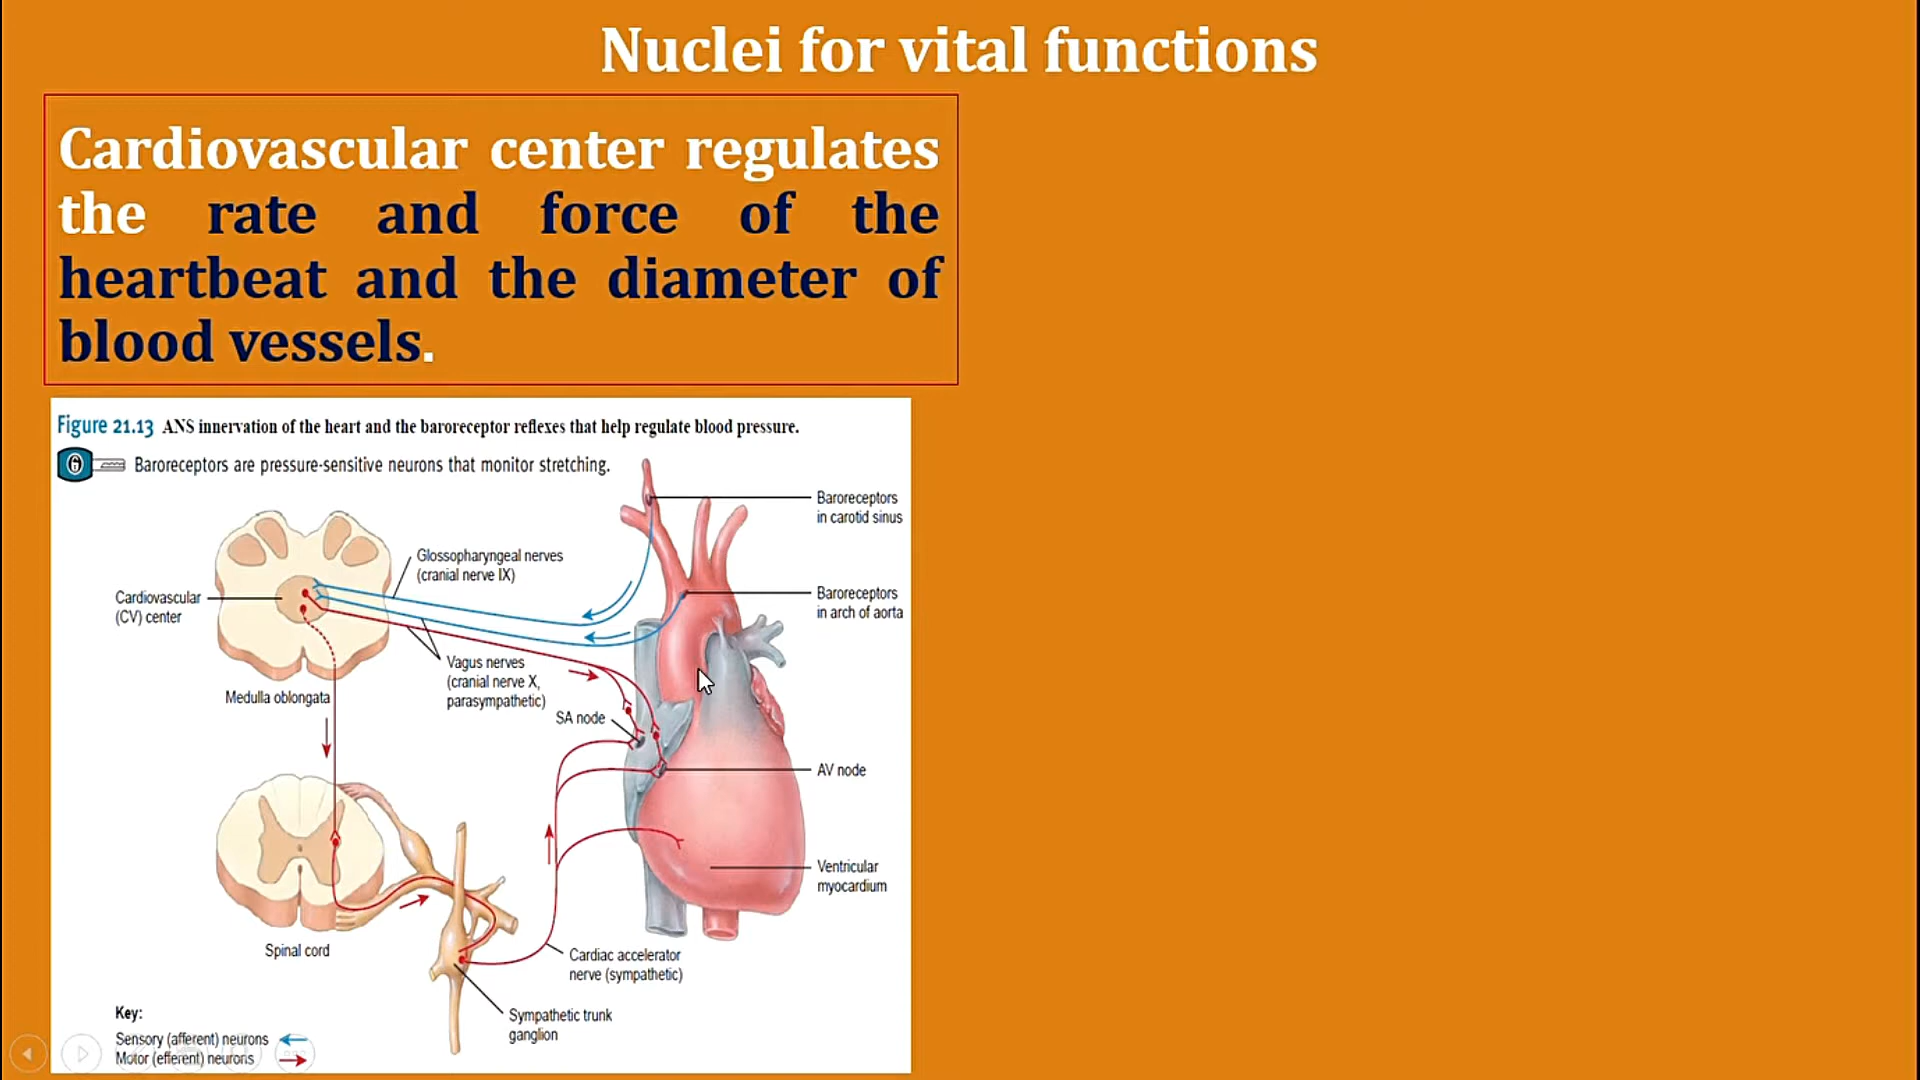 Nuclei for vital functions
Cardiovascular center regulates
the rate and force of the
heartbeat and the diameter of
blood vessels.
Figure 21.13 ANS innervation of the heart and the baroreceptor reflexes that help regulate blood pressure.
Baroreceptors are pressure-sensitive neurons that monitor stretching.
Baroreceptors
in carotid sinus
Glossopharyngeal nerves
(cranial nerve IX)
Cardiovascular
(CV) center
Baroreceptors
in arch of aorta
Vagus nerves
(cranial nerve X,
parasympathetic)
Medulla oblongata
SA node
AV node
Ventricular
myocardium
Spinal cord
Cardiac accelerator
nerve (sympathetic)
Sympathetic trunk
ganglion
Key:
Sensory (afferent) neurons
Motor (efferent) neurons